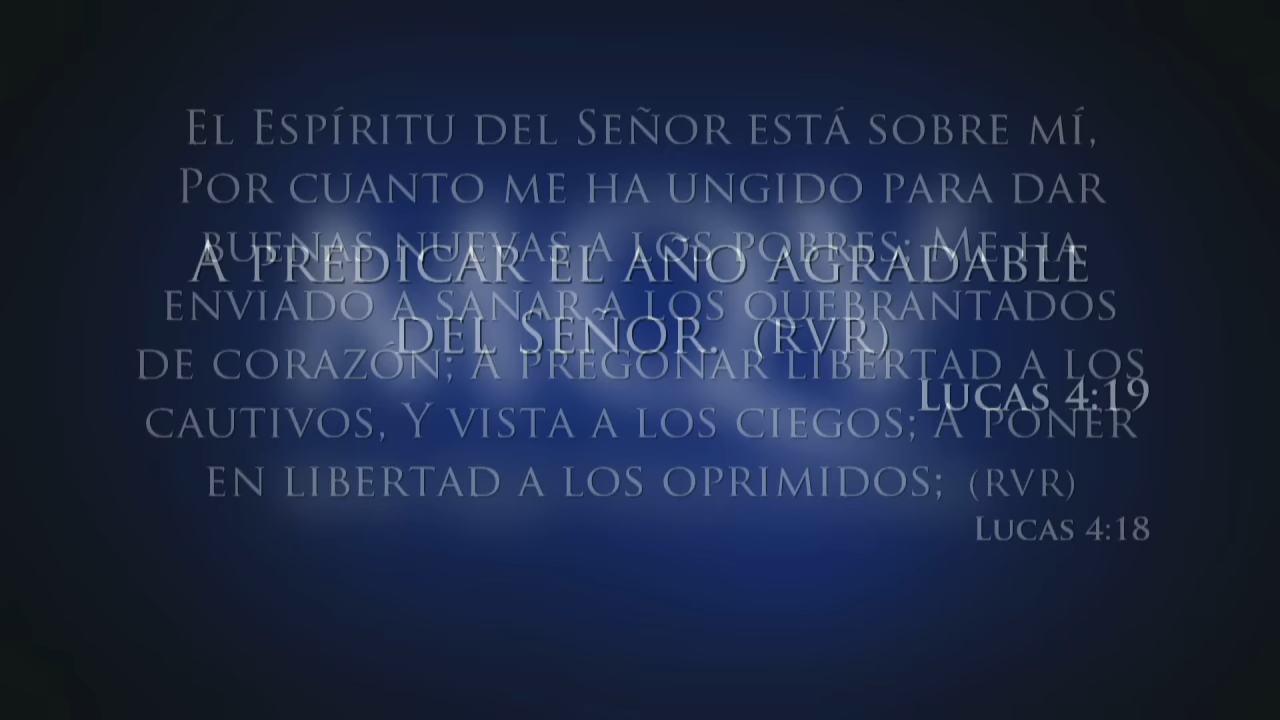 El Espíritu del Señor está sobre mí,
Por cuanto me ha ungido para dar
buenas nuevas a los pobres; Me ha
enviado a sanar a los quebrantados
de corazón; A pregonar libertad a los
cautivos, Y vista a los ciegos; A poner
en libertad a los oprimidos; (RVR)
Lucas 4:18
A predicar el año agradable
del Señor. (RVR)
Lucas 4:19